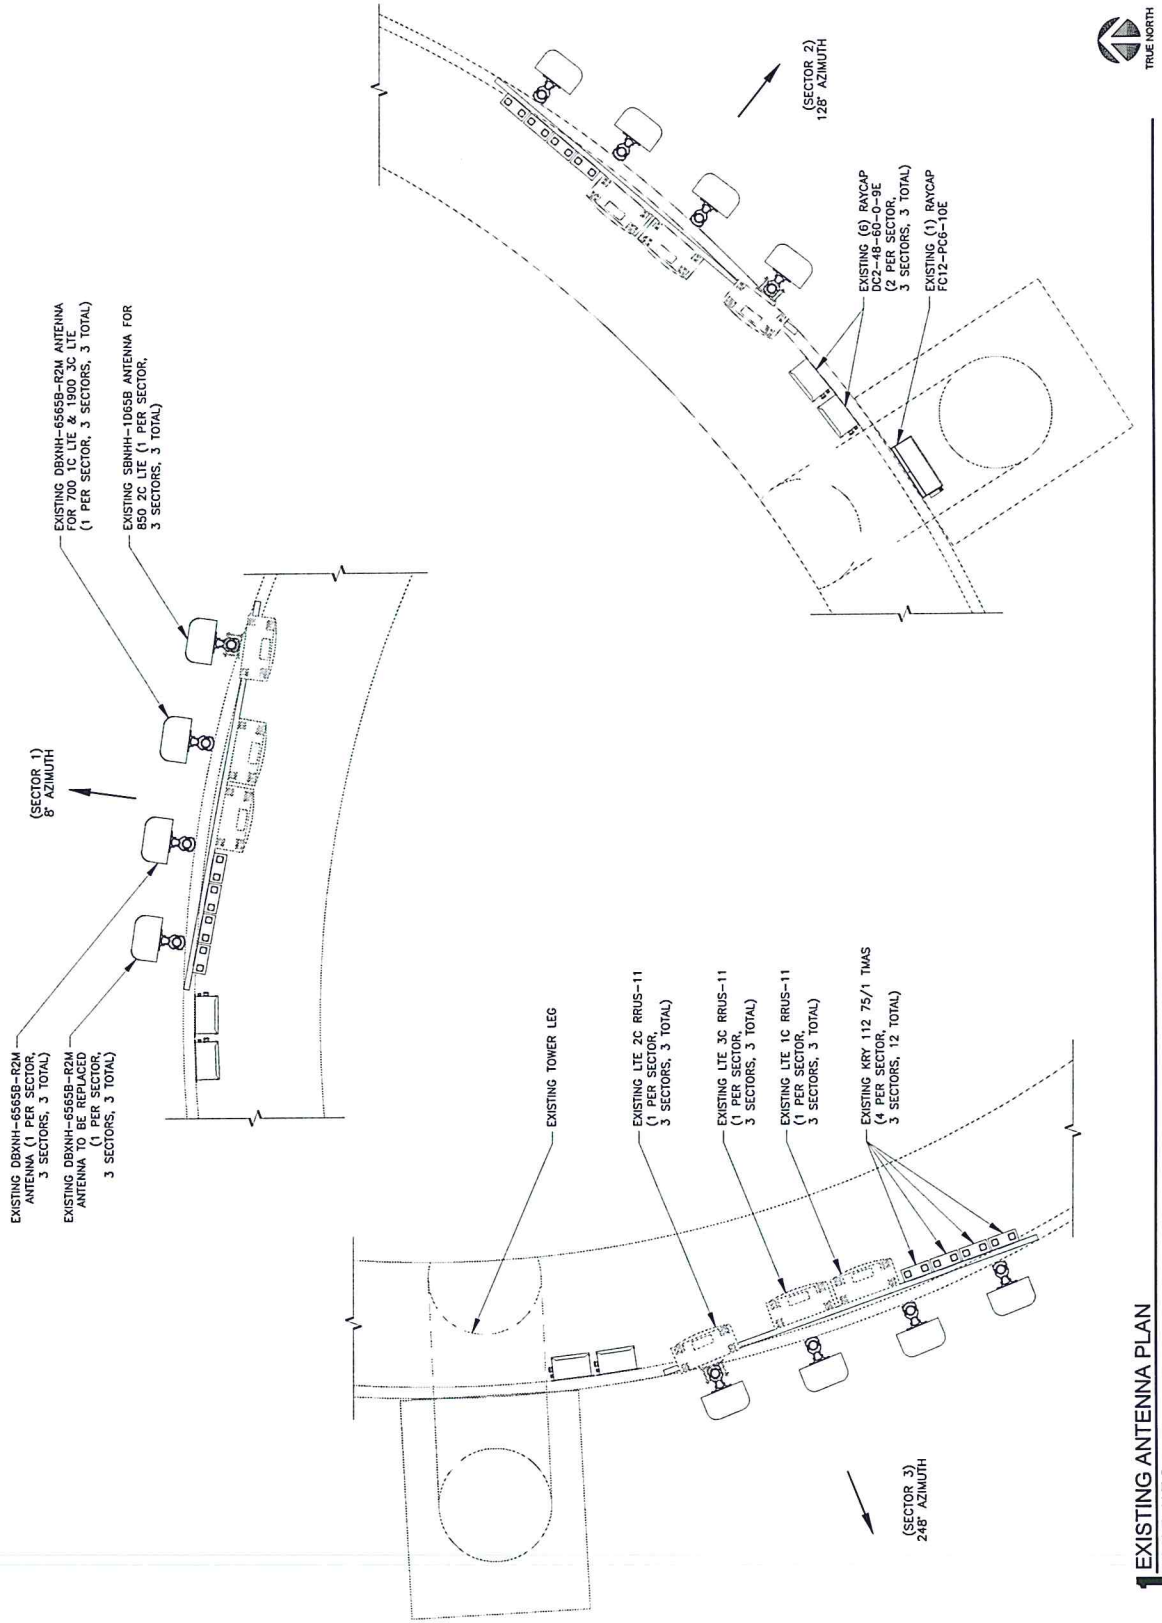 EXISTING DBXNH-6565B-R2M
ANTENNA (1 PER SECTOR,
3 SECTORS, 3 TOTAL)
EXISTING DBXNH-6565B-R2M
ANTENNA TO BE REPLACED
(1 PER SECTOR,
3 SECTORS, 3 TOTAL)
(SECTOR 1)
8° AZIMUTH
EXISTING DBXNH-6565B-R2M ANTENNA
FOR 700 1C LTE & 1900 3C LTE
(1 PER SECTOR, 3 SECTORS, 3 TOTAL)
EXISTING SBNHH-1D65B ANTENNA FOR
850 2C LTE (1 PER SECTOR,
3 SECTORS, 3 TOTAL)
EXISTING TOWER LEG
EXISTING LTE 2C RRUS-11
(1 PER SECTOR,
3 SECTORS, 3 TOTAL)
EXISTING LTE 3C RRUS-11
(1 PER SECTOR,
3 SECTORS, 3 TOTAL)
EXISTING LTE 1C RRUS-11
(1 PER SECTOR,
3 SECTORS, 3 TOTAL)
EXISTING KRY 112 75/1 TMAS
(4 PER SECTOR,
3 SECTORS, 12 TOTAL)
(SECTOR 2)
128° AZIMUTH
EXISTING (6) RAYCAP
DC2-48-60-0-9E
(2 PER SECTOR,
3 SECTORS, 3 TOTAL)
EXISTING (1) RAYCAP
FC12-PC6-10E
(SECTOR 3)
248° AZIMUTH
TRUE NORTH
1 EXISTING ANTENNA PLAN